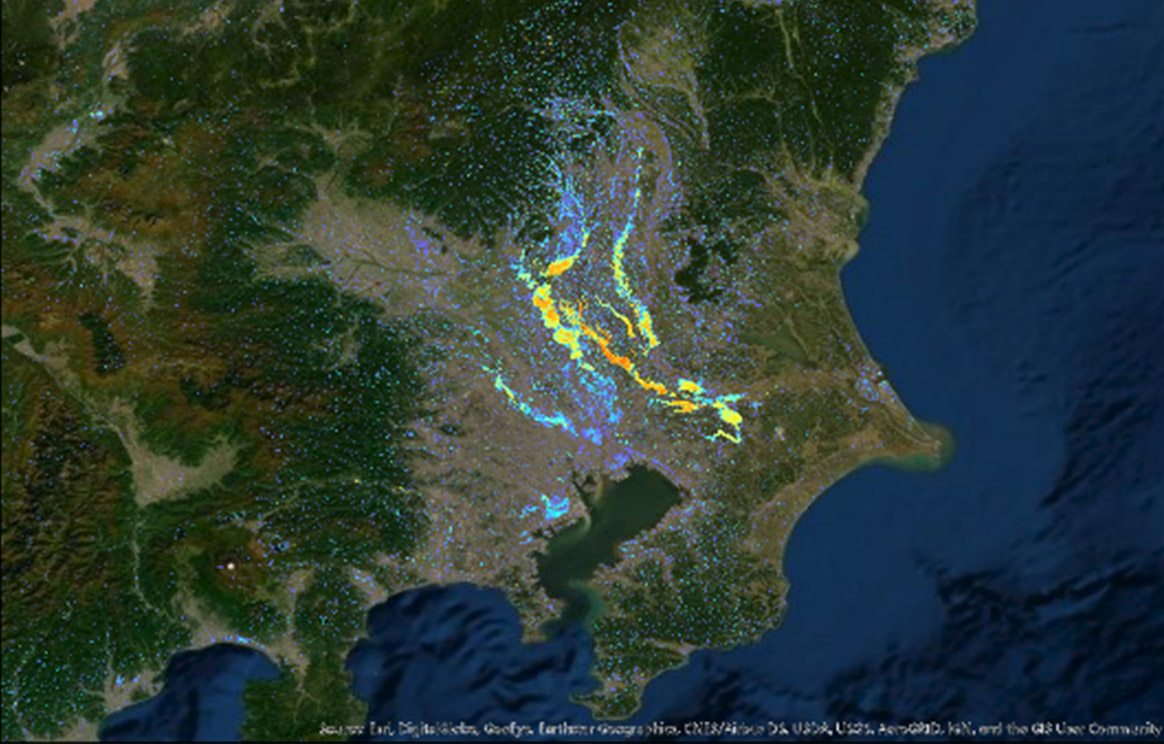 Source: Esri, DigitalGlobe, GeoEye, Earthstar Geographics, CNES/Airbus DS, USDA, USGS, AeroGRID, IGN, and the GIS User Community